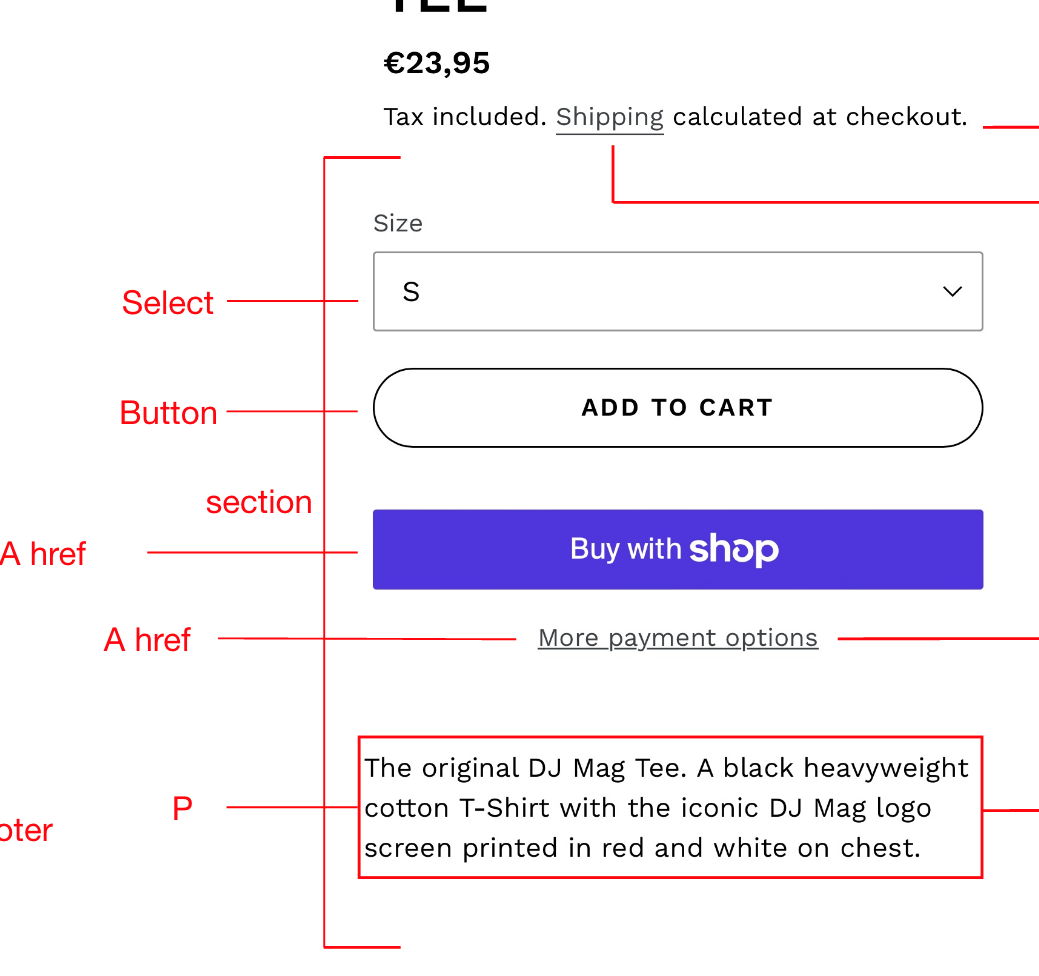 TEE
€23,95
Tax included. Shipping calculated at checkout.
Size
Select
S
Button
ADD TO CART
section
A href
Buy with shop
A href
More payment options
The original DJ Mag Tee. A black heavyweight
P
cotton T-Shirt with the iconic DJ Mag logo
oter
screen printed in red and white on chest.